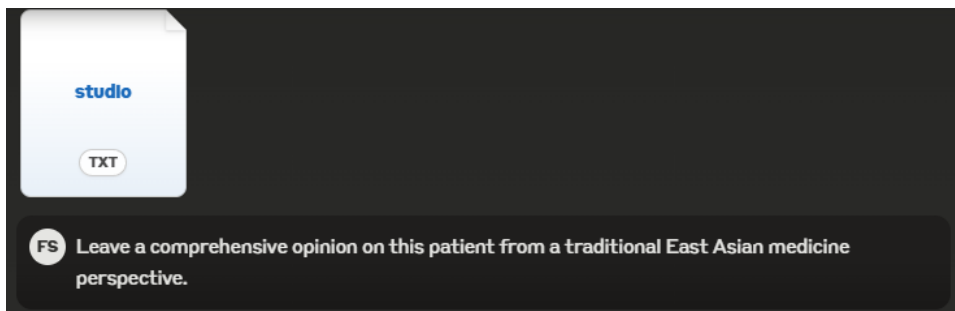 studio
TXT
FS
Leave a comprehensive opinion on this patient from a traditional East Asian medicine
perspective.